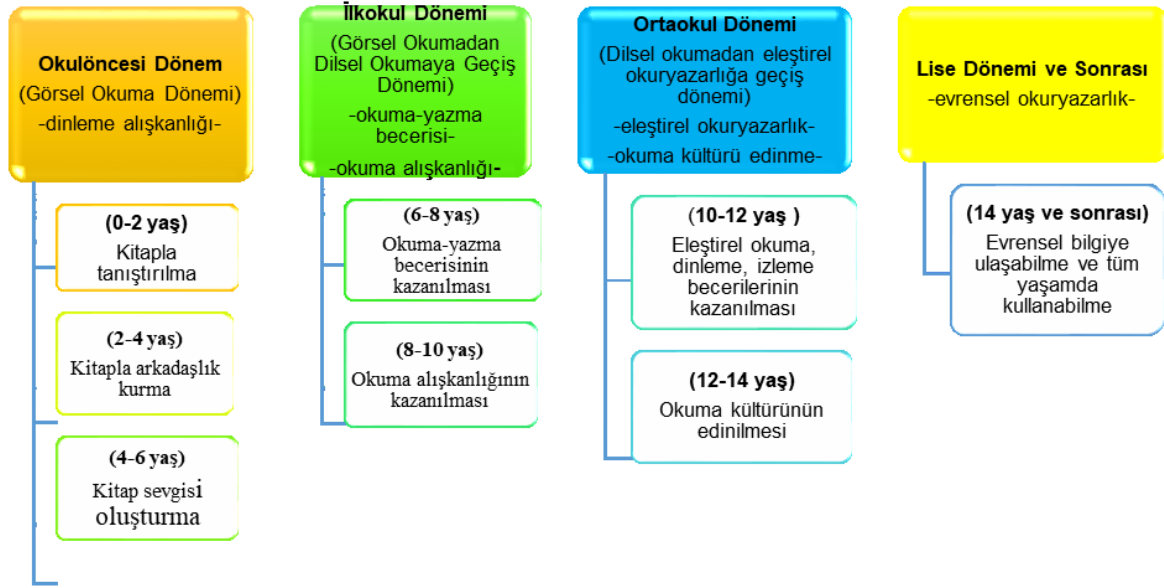 Okulöncesi Dönem
(Görsel Okuma Dönemi)
-dinleme alışkanlığı-
(0-2 yaş)
Kitapla
tanıştırılma
(2-4 yaş)
Kitapla arkadaşlık
kurma
(4-6 yaş)
Kitap sevgisi
oluşturma
İlkokul Dönemi
(Görsel Okumadan
Dilsel Okumaya Geçiş
Dönemi)
-okuma-yazma
becerisi-
-okuma alışkanlığı-
(6-8 yaş)
Okuma-yazma
becerisinin
kazanılması
(8-10 yaş)
Okuma alışkanlığının
kazanılması
Ortaokul Dönemi
(Dilsel okumadan eleştirel
okuryazarlığa geçiş
dönemi)
-eleştirel okuryazarlık-
-okuma kültürü edinme-
(10-12 yaş )
Eleştirel okuma,
dinleme, izleme
becerilerinin
kazanılması
(12-14 yaş)
Okuma kültürünün
edinilmesi
Lise Dönemi ve Sonrası
-evrensel okuryazarlık-
(14 yaş ve sonrası)
Evrensel bilgiye
ulaşabilme ve tüm
yaşamda
kullanabilme